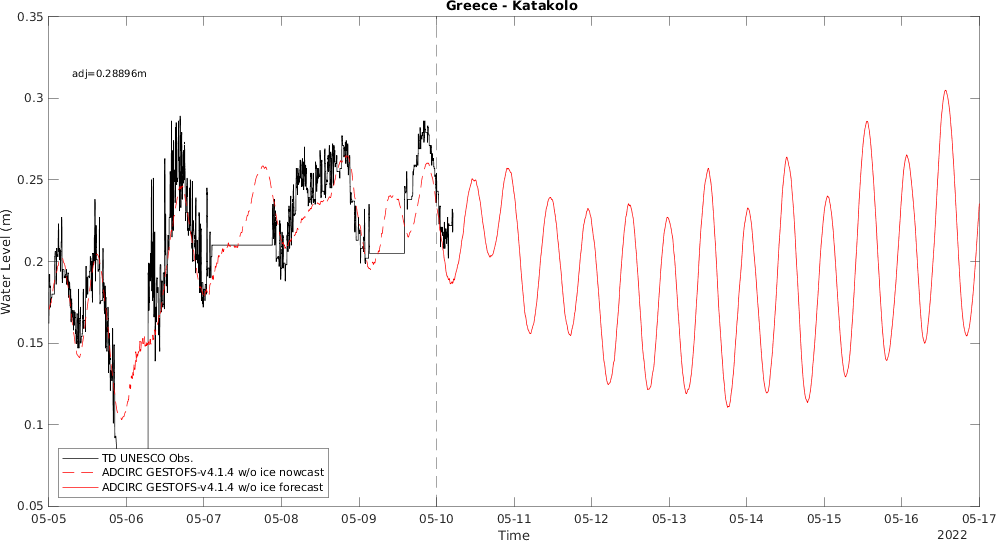 Greece - Katakolo
adj=0.28896m
Water Level (m)
0.35
0.3
0.25
0.2
0.15
0.1
0.05
TD UNESCO Obs.
ADCIRC GESTOFS-v4.1.4 w/o ice nowcast
ADCIRC GESTOFS-v4.1.4 w/o ice forecast
05-05 05-06 05-07 05-08 05-09 05-10 05-11 05-12 05-13 05-14 05-15 05-16 05-17
Time
2022